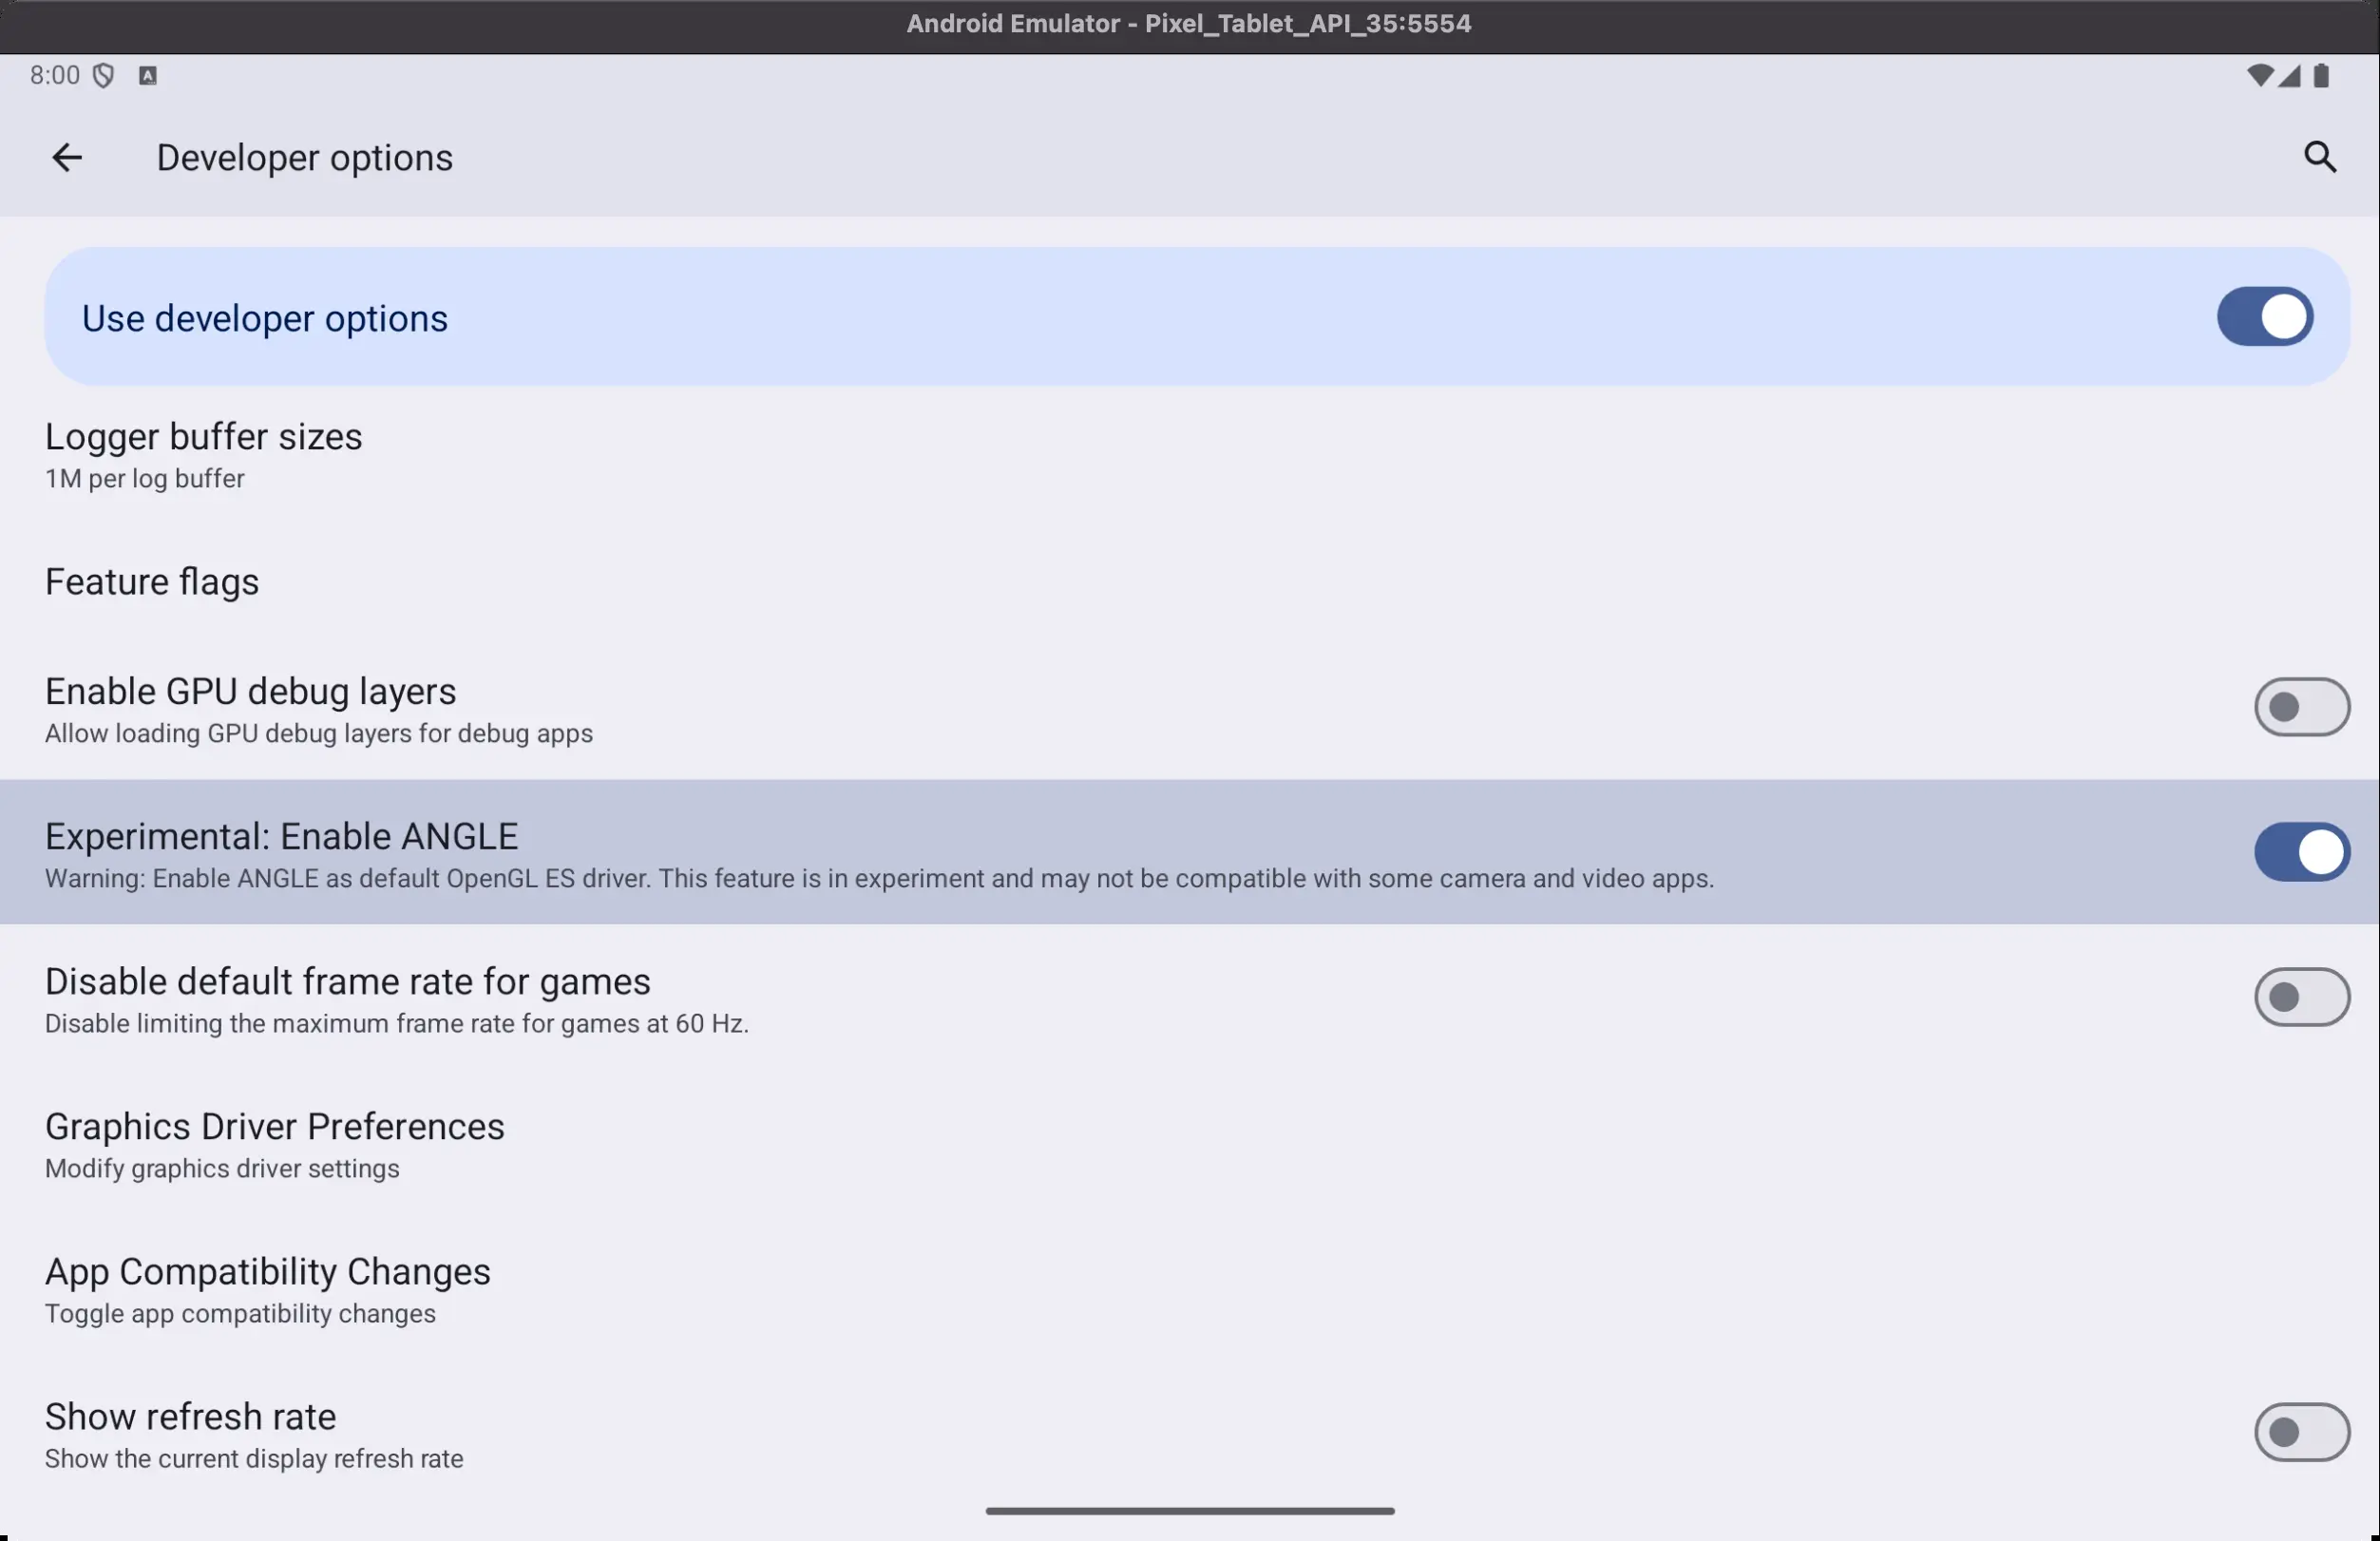 Android Emulator - Pixel_Tablet_API_35:5554
8:00 A
Developer options
Use developer options
Logger buffer sizes
1M per log buffer
Feature flags
Enable GPU debug layers
Allow loading GPU debug layers for debug apps
Experimental: Enable ANGLE
Warning: Enable ANGLE as default OpenGL ES driver. This feature is in experiment and may not be compatible with some camera and video apps.
Disable default frame rate for games
Disable limiting the maximum frame rate for games at 60 Hz.
Graphics Driver Preferences
Modify graphics driver settings
App Compatibility Changes
Toggle app compatibility changes
Show refresh rate
Show the current display refresh rate